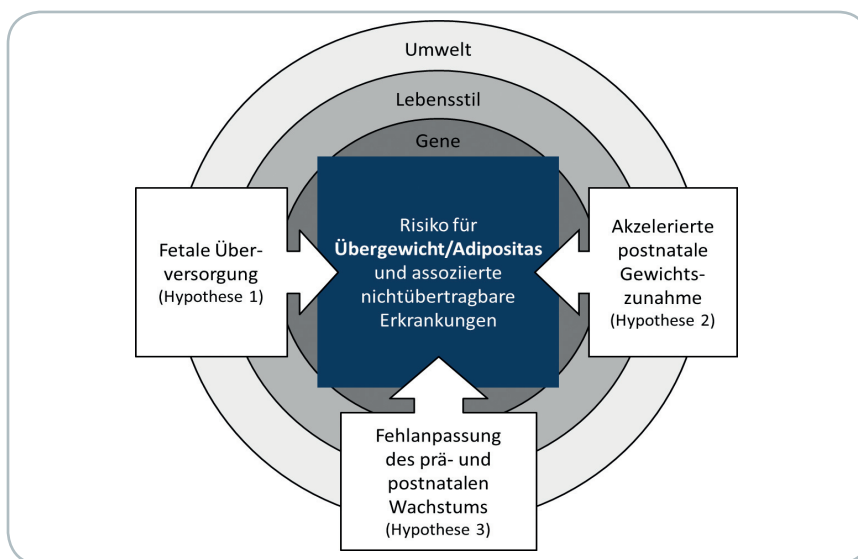 Umwelt
Lebensstil
Gene
Fetale Über-
versorgung
(Hypothese 1)
Risiko für
Übergewicht/Adipositas
und assoziierte
nichtübertragbare
Erkrankungen
Akzelerierte
postnatale
Gewichts-
zunahme
(Hypothese 2)
Fehlanpassung
des prä- und
postnatalen
Wachstums
(Hypothese 3)